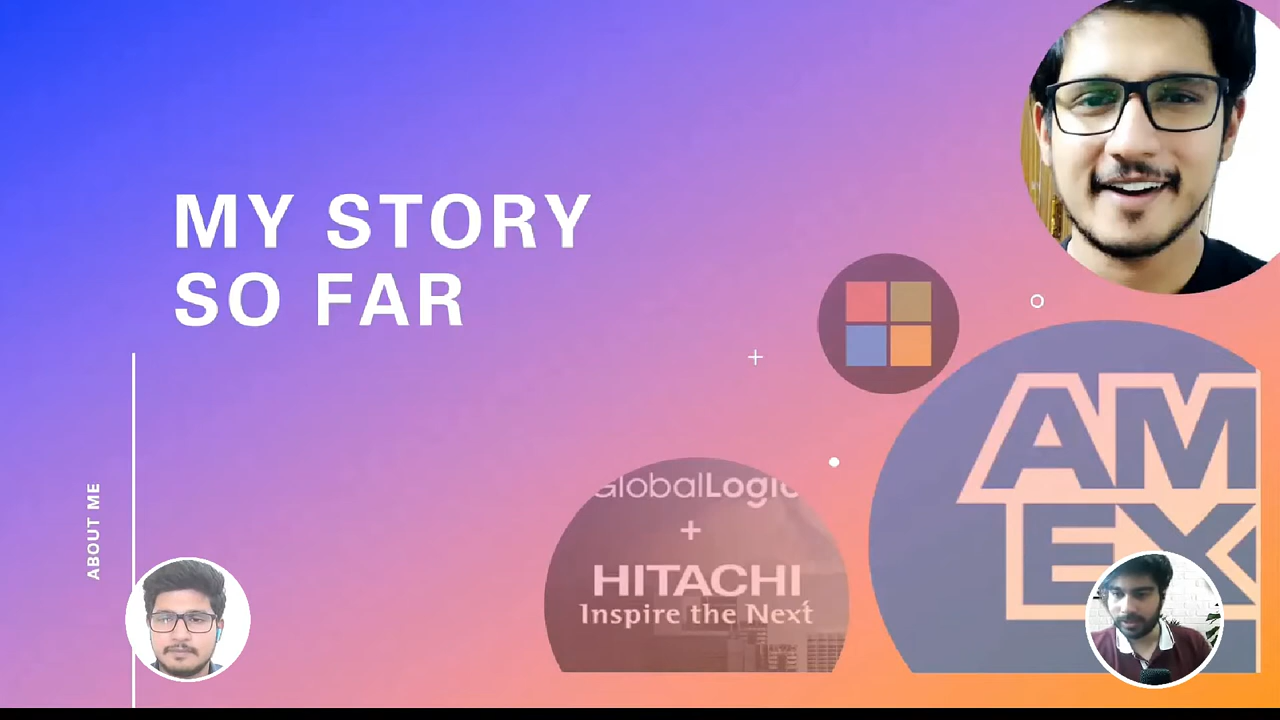 MY STORY
SO FAR
ABOUT ME
GlobalLogic
+
HITACHI
Inspire the Next
AM
EX